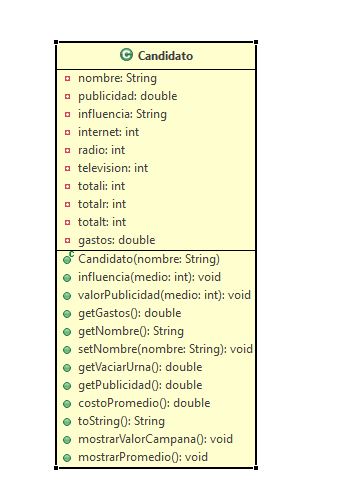 C Candidato
nombre: String
publicidad: double
influencia: String
internet: int
radio: int
television: int
totali: int
totalr: int
totalt: int
gastos: double
C Candidato(nombre: String)
influencia(medio: int): void
valorPublicidad(medio: int): void
getGastos(): double
getNombre(): String
setNombre(nombre: String): void
getVaciarUrna(): double
getPublicidad(): double
costoPromedio(): double
toString(): String
mostrarValorCampana(): void
mostrarPromedio(): void